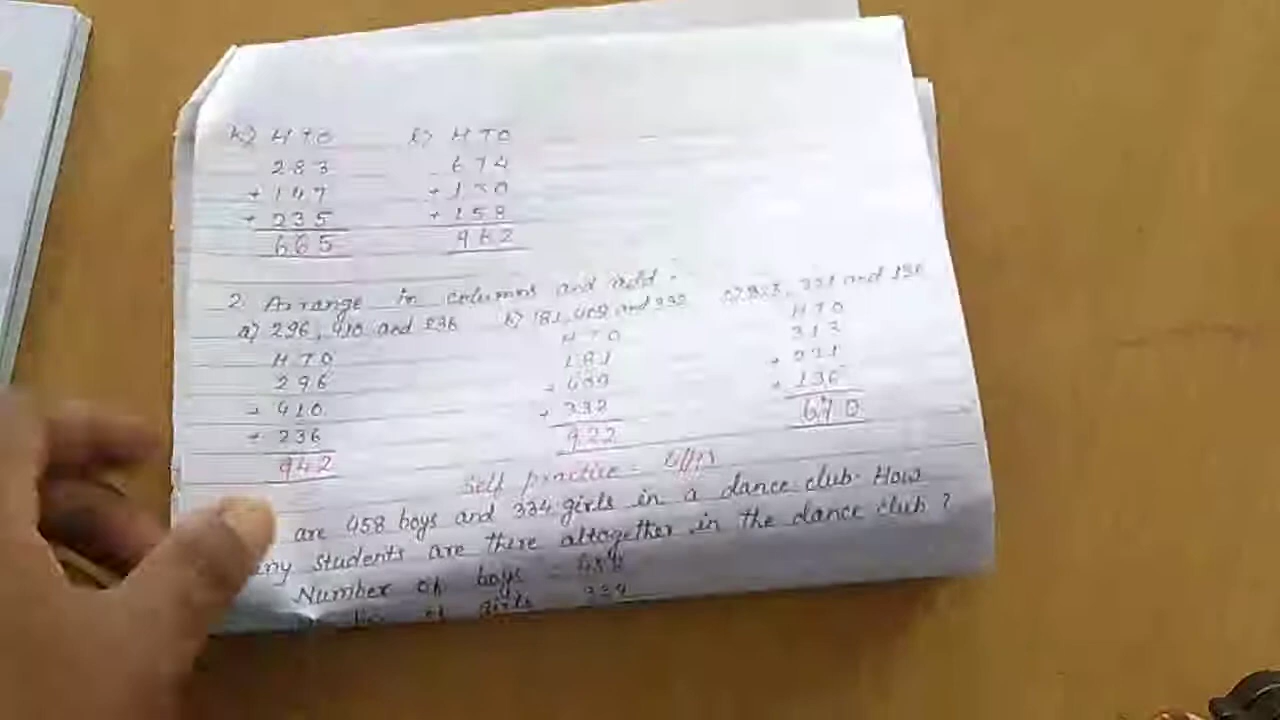 k) H T O
283
+ 147
+ 235
665
l) H T O
674
+ 130
+ 158
962
2 Arrange in columns and add :
a) 296, 410 and 236
H T O
296
+ 410
+ 236
942
b) 181, 409 and 332
H T O
181
+ 409
+ 332
922
c) 313, 221 and 136
H T O
313
+ 221
+ 136
670
Self practice =
are 458 boys and 334 girls in a dance club. How
any students are there altogether in the dance club ?
Number of boys = 458
of girls 334